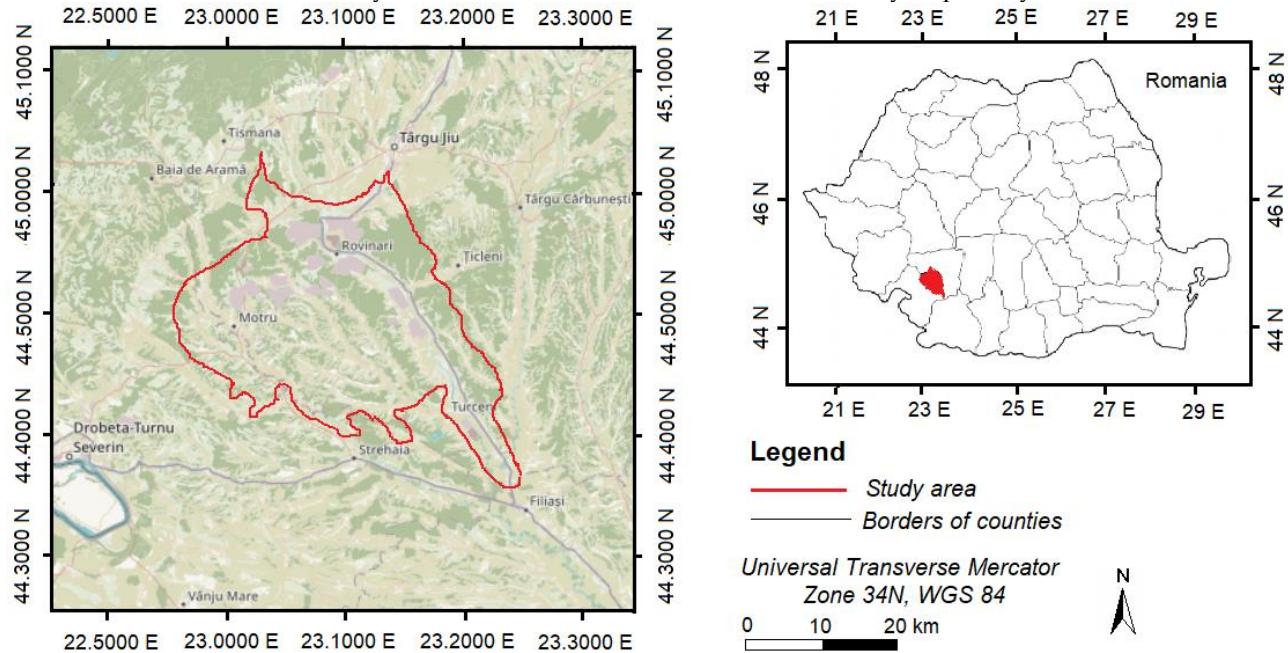 22.5000 E 23.0000 E 23.1000 E 23.2000 E 23.3000 E
45.1000 N
45.0000 N
44.5000 N
44.4000 N
44.3000 N
Tismana
Târgu Jiu
Baia de Aramă
Târgu Cărbunești
Rovinari
Țicleni
Motru
Turceni
Drobeta-Turnu
Severin
Strehaia
Filiași
Vânju Mare
45.1000 N
45.0000 N
44.5000 N
44.4000 N
44.3000 N
22.5000 E 23.0000 E 23.1000 E 23.2000 E 23.3000 E
21 E 23 E 25 E 27 E 29 E
48 N
46 N
44 N
Romania
48 N
46 N
44 N
21 E 23 E 25 E 27 E 29 E
Legend
Study area
Borders of counties
Universal Transverse Mercator
Zone 34N, WGS 84
0 10 20 km
N